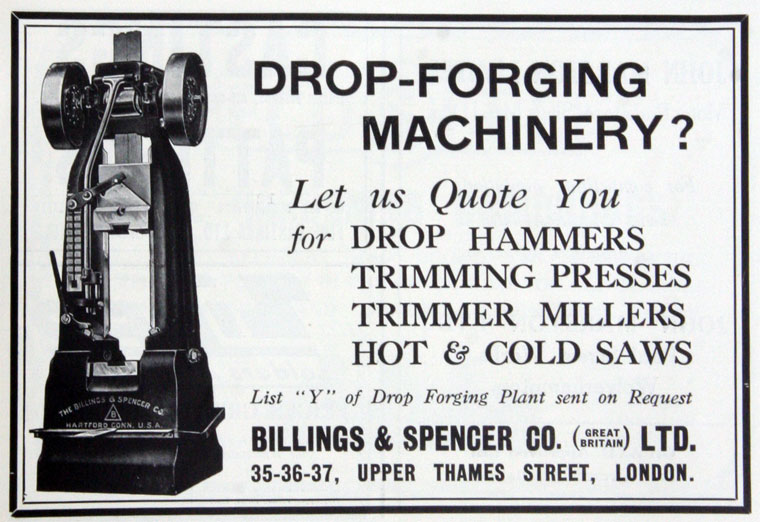 DROP-FORGING
MACHINERY?
Let us Quote You
for DROP HAMMERS
TRIMMING PRESSES
TRIMMER MILLERS
HOT & COLD SAWS
List "Y" of Drop Forging Plant sent on Request
BILLINGS & SPENCER CO. (GREAT BRITAIN) LTD.
35-36-37, UPPER THAMES STREET, LONDON.
THE BILLINGS & SPENCER CO.
B
HARTFORD CONN. U.S.A.